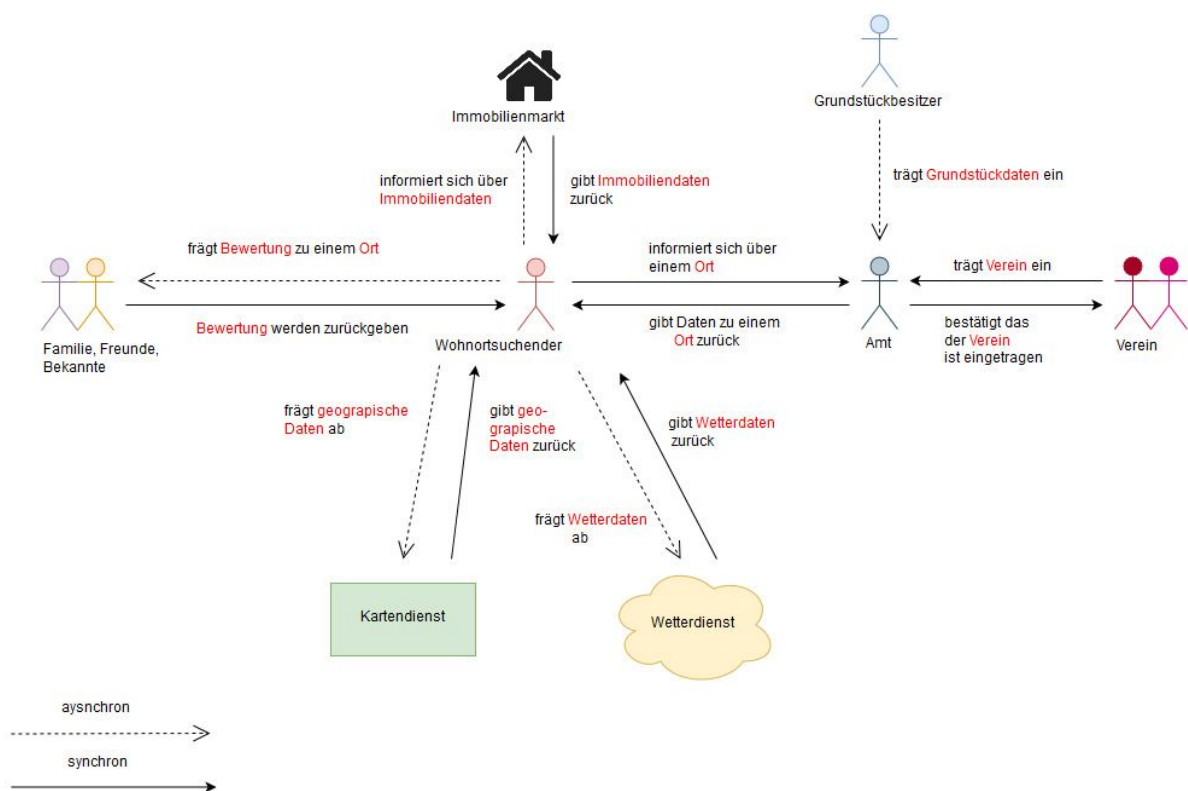 Immobilienmarkt
Grundstückbesitzer
informiert sich über
Immobiliendaten
gibt Immobiliendaten
zurück
trägt Grundstückdaten ein
frägt Bewertung zu einem Ort
informiert sich über
einem Ort
trägt Verein ein
Bewertung werden zurückgeben
gibt Daten zu einem
Ort zurück
bestätigt das
der Verein
ist eingetragen
Familie, Freunde,
Bekannte
Wohnortsuchender
Amt
Verein
frägt geograpische
Daten ab
gibt geo-
grapische
Daten zurück
gibt Wetterdaten
zurück
frägt Wetterdaten
ab
Kartendienst
Wetterdienst
aysnchron
synchron